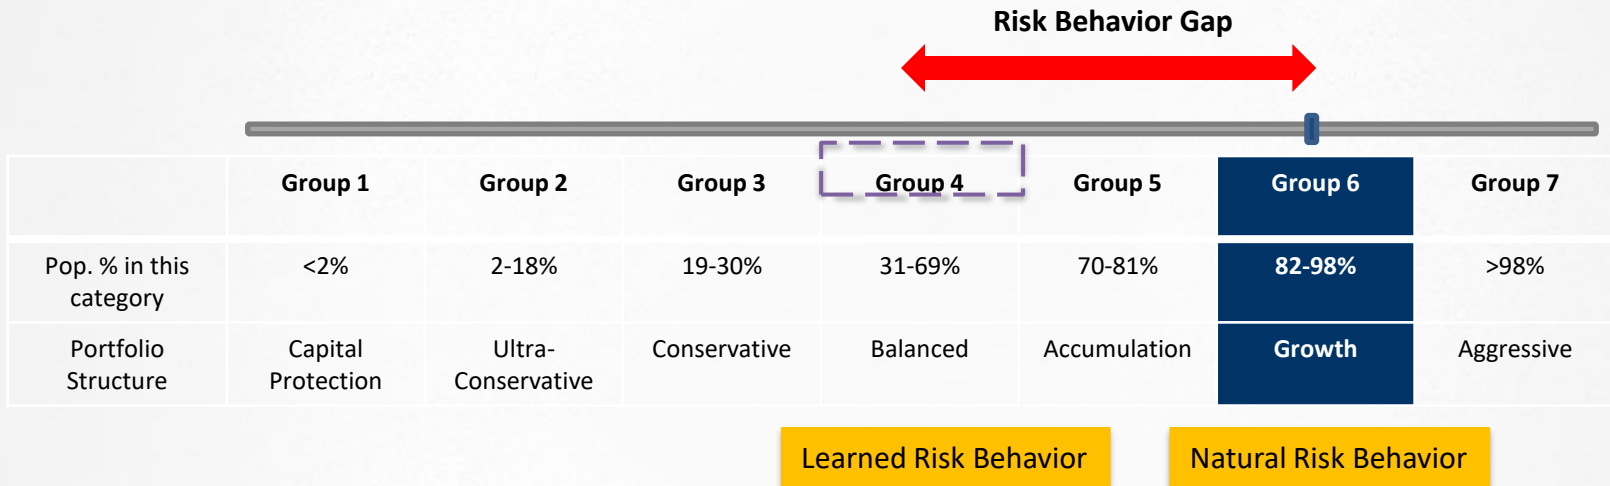 Risk Behavior Gap
Group 1 Group 2 Group 3 Group 4 Group 5 Group 6 Group 7
Pop. % in this category <2% 2-18% 19-30% 31-69% 70-81% 82-98% >98%
Portfolio Structure Capital Protection Ultra-Conservative Conservative Balanced Accumulation Growth Aggressive
Learned Risk Behavior Natural Risk Behavior